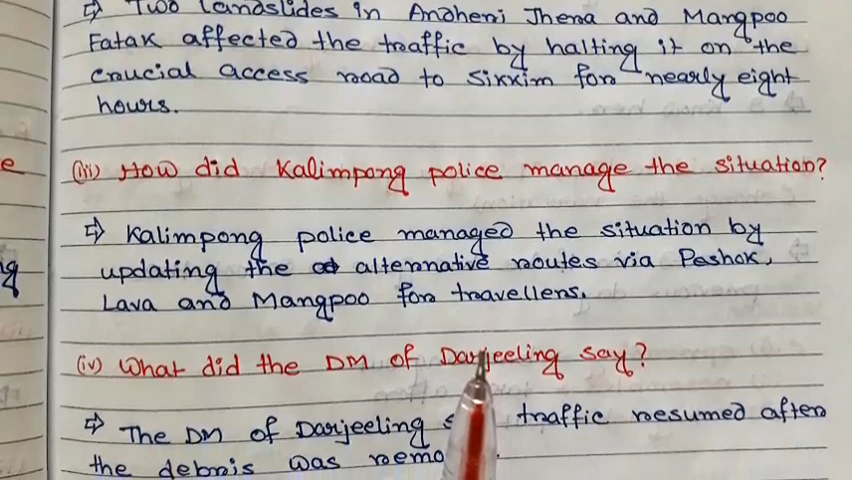 ⇒ Two Landslides in Andheri Jhera and Mangpoo
Fatak affected the traffic by halting it on the
crucial access road to Sikkim for nearly eight
hours.
(iii) How did Kalimpong police manage the situation?
⇒ Kalimpong police managed the situation by
updating the alternative routes via Peshok,
Lava and Mangpoo for travellers.
(iv) What did the DM of Darjeeling say?
⇒ The DM of Darjeeling traffic resumed after
the debris was